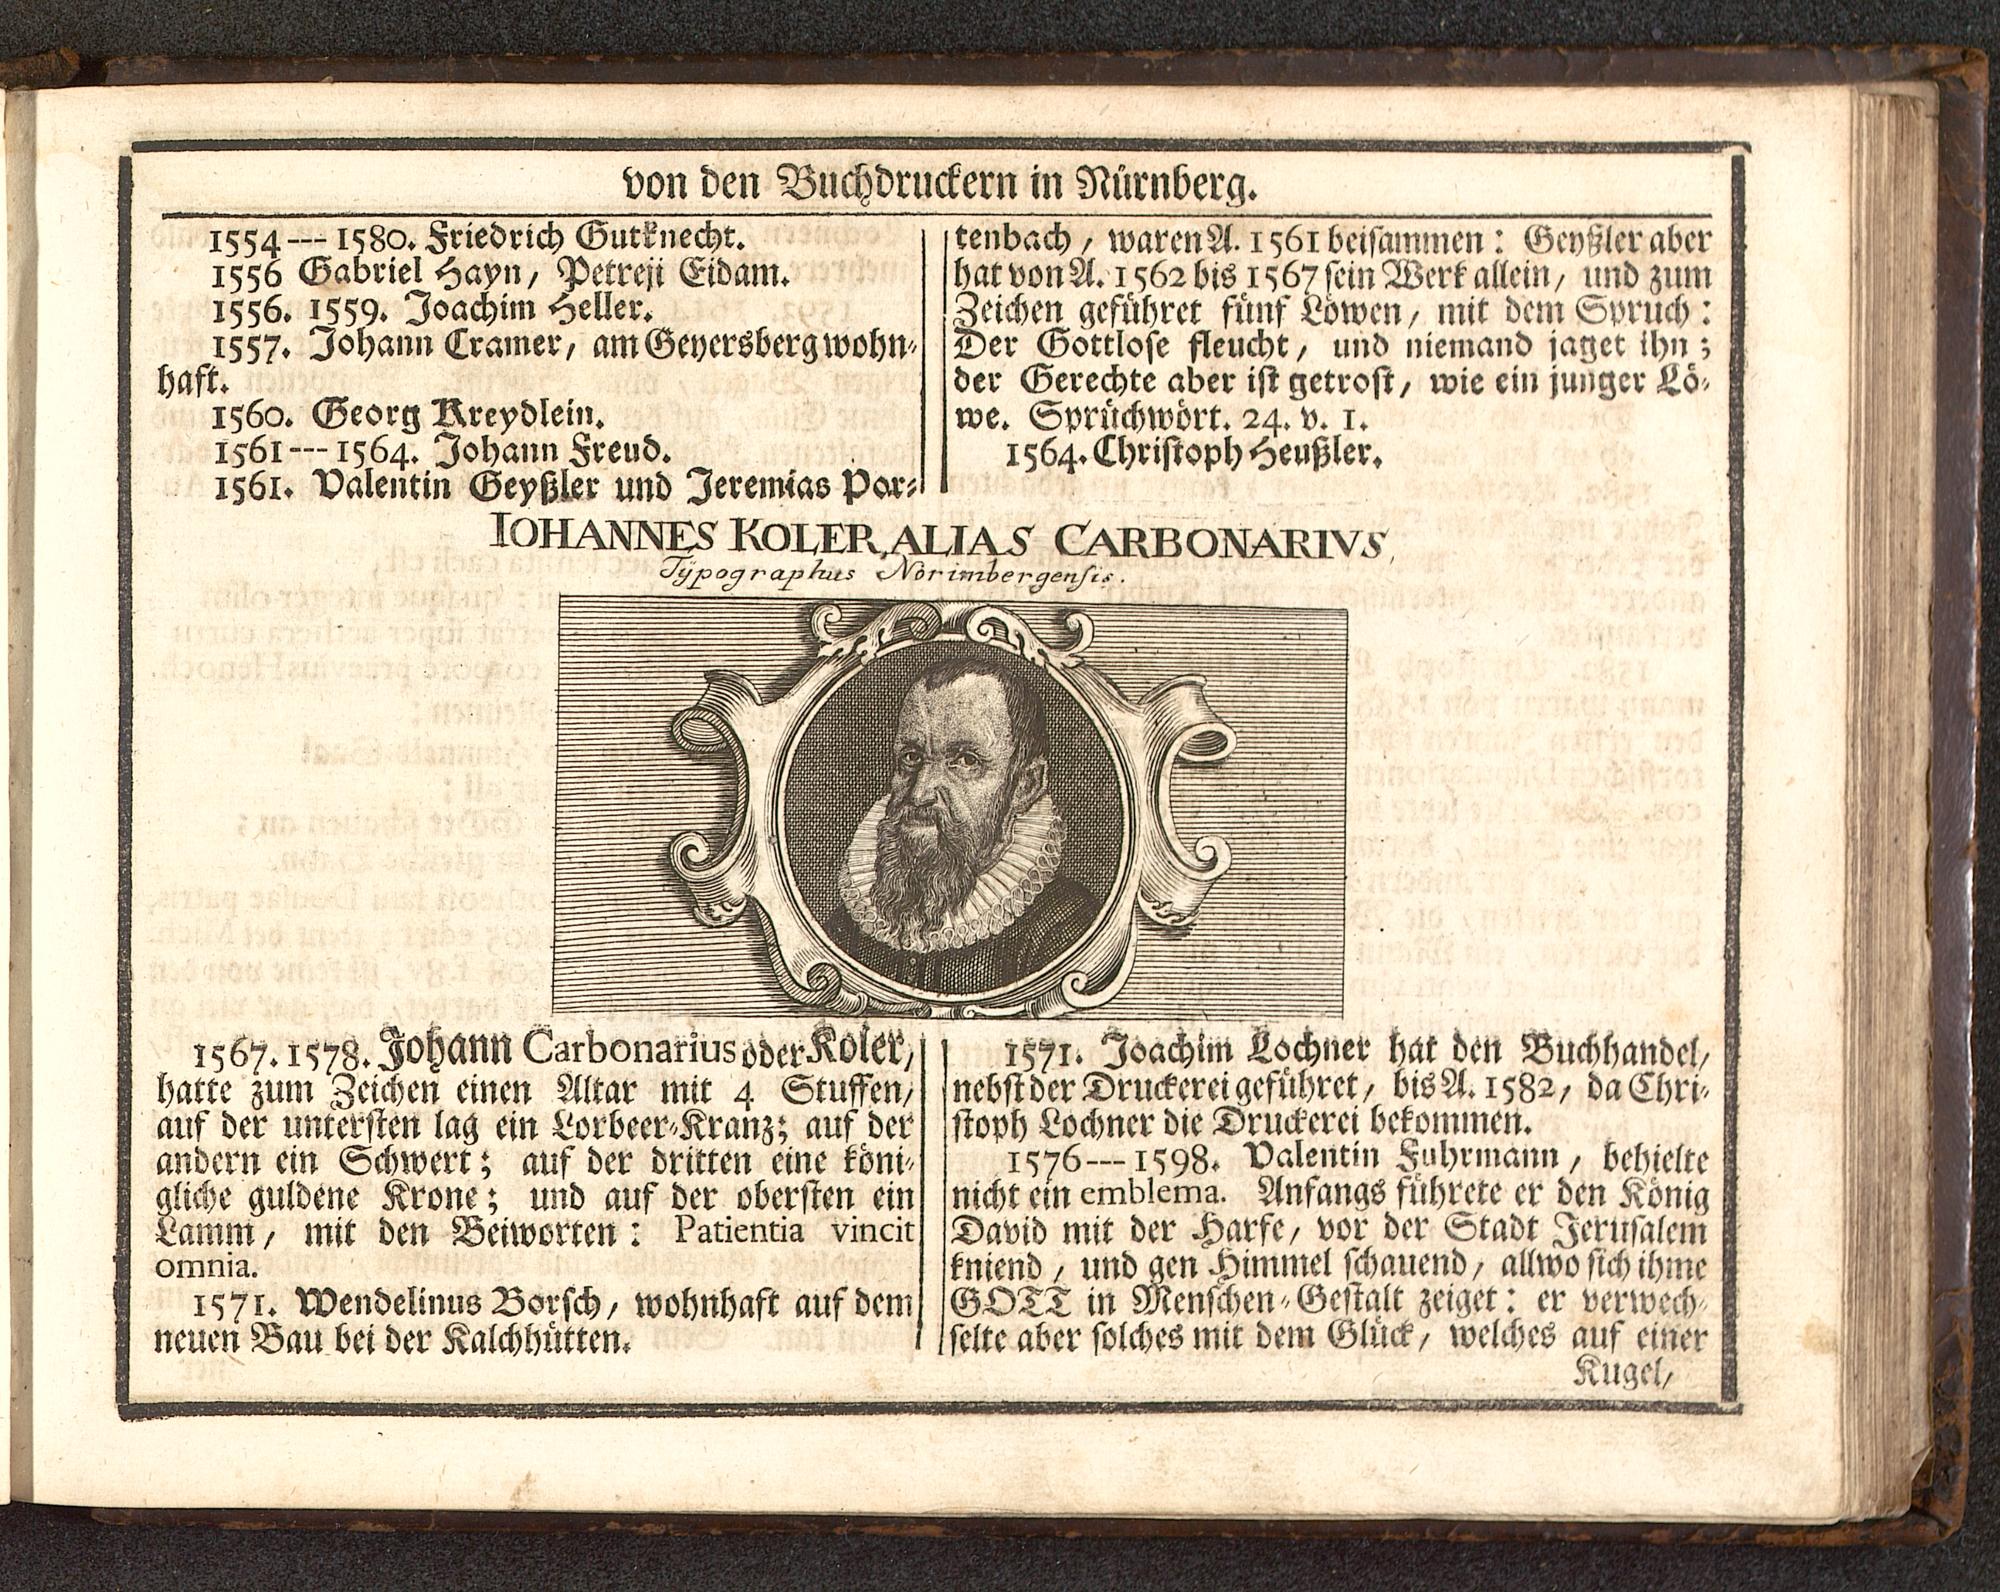 von den Buchdruckern in Nürnberg.
1554 --- 1580. Friedrich Gutknecht.
1556 Gabriel Hayn, Petreji Eidam.
1556. 1559. Joachim Heller.
1557. Johann Cramer, am Geyersberg wohn-
haft.
1560. Georg Kreydlein.
1561 --- 1564. Johann Freud.
1561. Valentin Geyßler und Jeremias Por-
tenbach, waren A. 1561 beisammen: Geyßler aber
hat von A. 1562 bis 1567 sein Werk allein, und zum
Zeichen geführet fünf Löwen, mit dem Spruch:
Der Gottlose fleucht, und niemand jaget ihn;
der Gerechte aber ist getrost, wie ein junger Lö-
we. Sprüchwört. 24. v. 1.
1564. Christoph Heußler.
IOHANNES KOLER, ALIAS CARBONARIVS,
Typographus Norimbergensis.
1567. 1578. Johann Carbonarius oder Koler,
hatte zum Zeichen einen Altar mit 4 Stuffen,
auf der untersten lag ein Lorbeer-Kranz; auf der
andern ein Schwert; auf der dritten eine köni-
gliche guldene Krone; und auf der obersten ein
Lamm, mit den Beiworten: Patientia vincit
omnia.
1571. Wendelinus Borsch, wohnhaft auf dem
neuen Bau bei der Kalchhütten.
1571. Joachim Lochner hat den Buchhandel,
nebst der Druckerei geführet, bis A. 1582, da Chri-
stoph Lochner die Druckerei bekommen.
1576 --- 1598. Valentin Fuhrmann, behielte
nicht ein emblema. Anfangs führete er den König
David mit der Harfe, vor der Stadt Jerusalem
kniend, und gen Himmel schauend, allwo sich ihme
GOTT in Menschen-Gestalt zeiget: er verwech-
selte aber solches mit dem Glück, welches auf einer
Kugel,